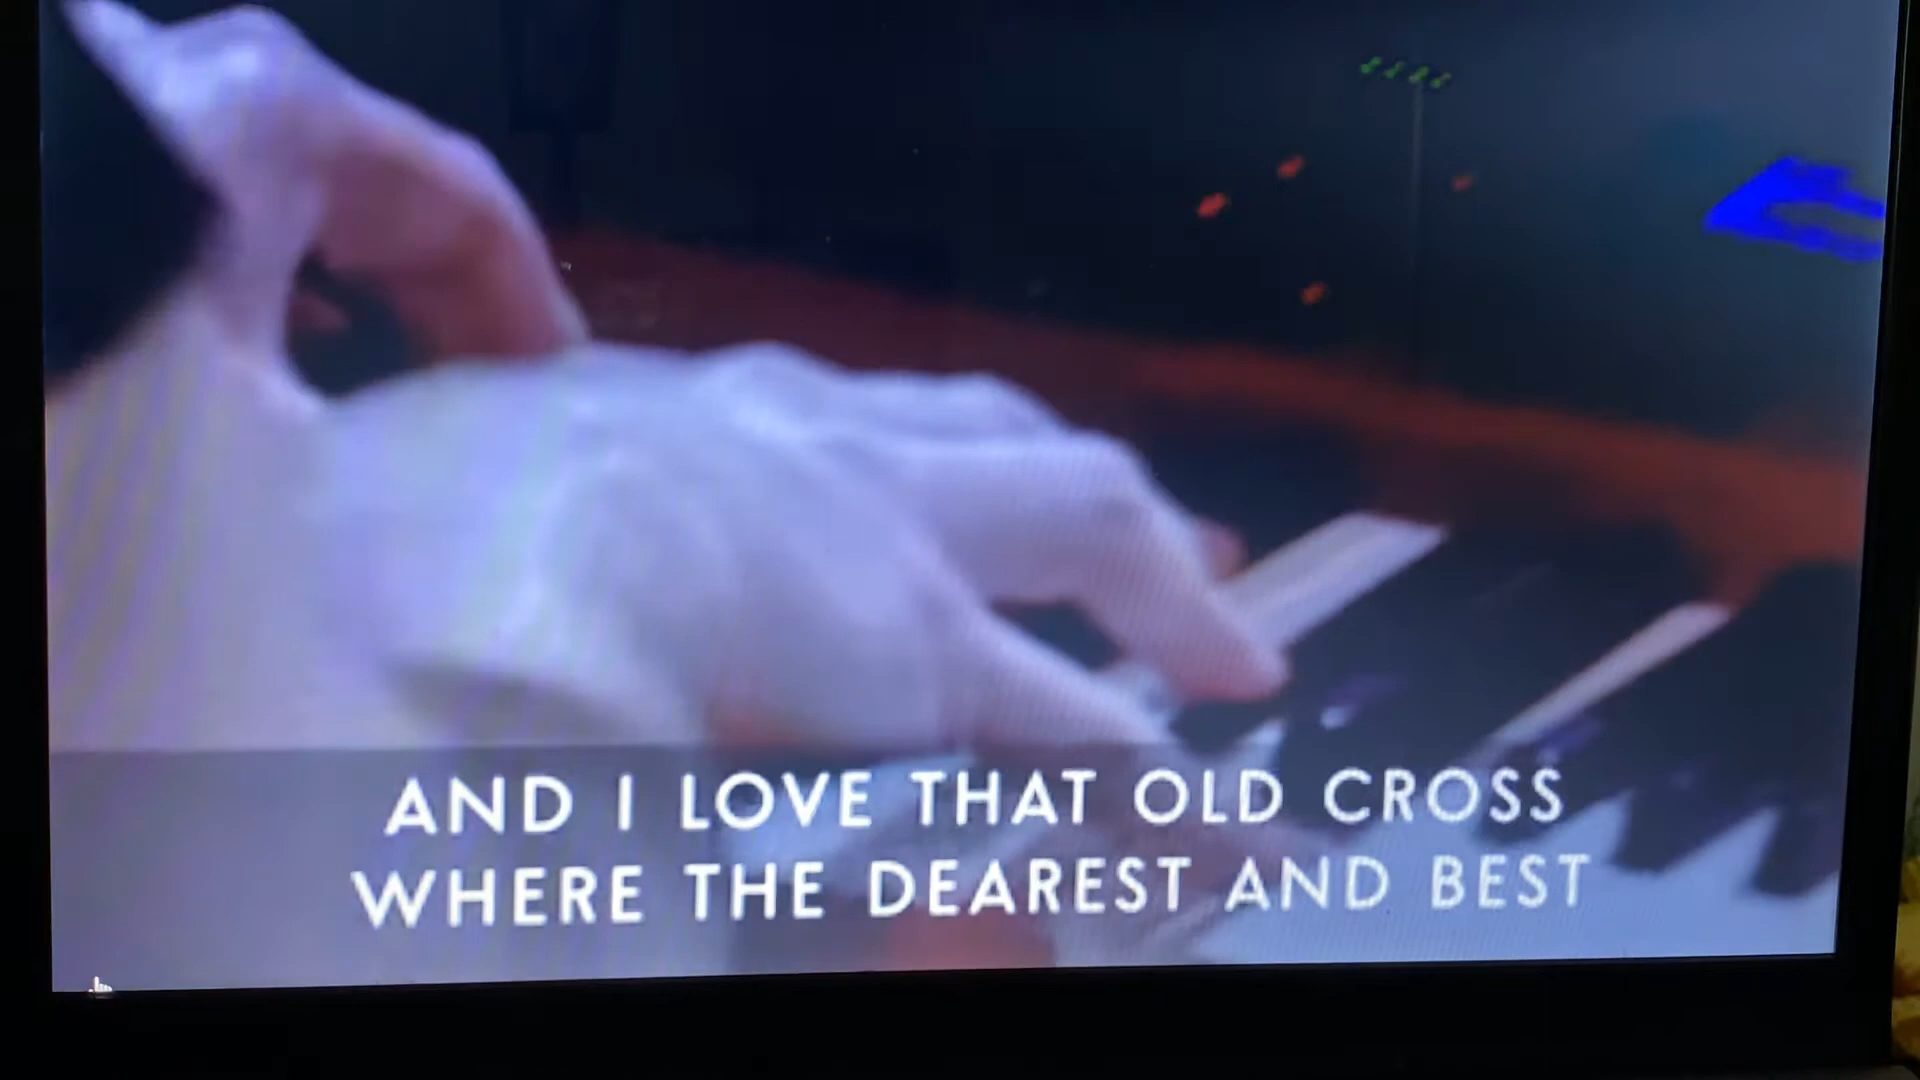 AND I LOVE THAT OLD CROSS
WHERE THE DEAREST AND BEST